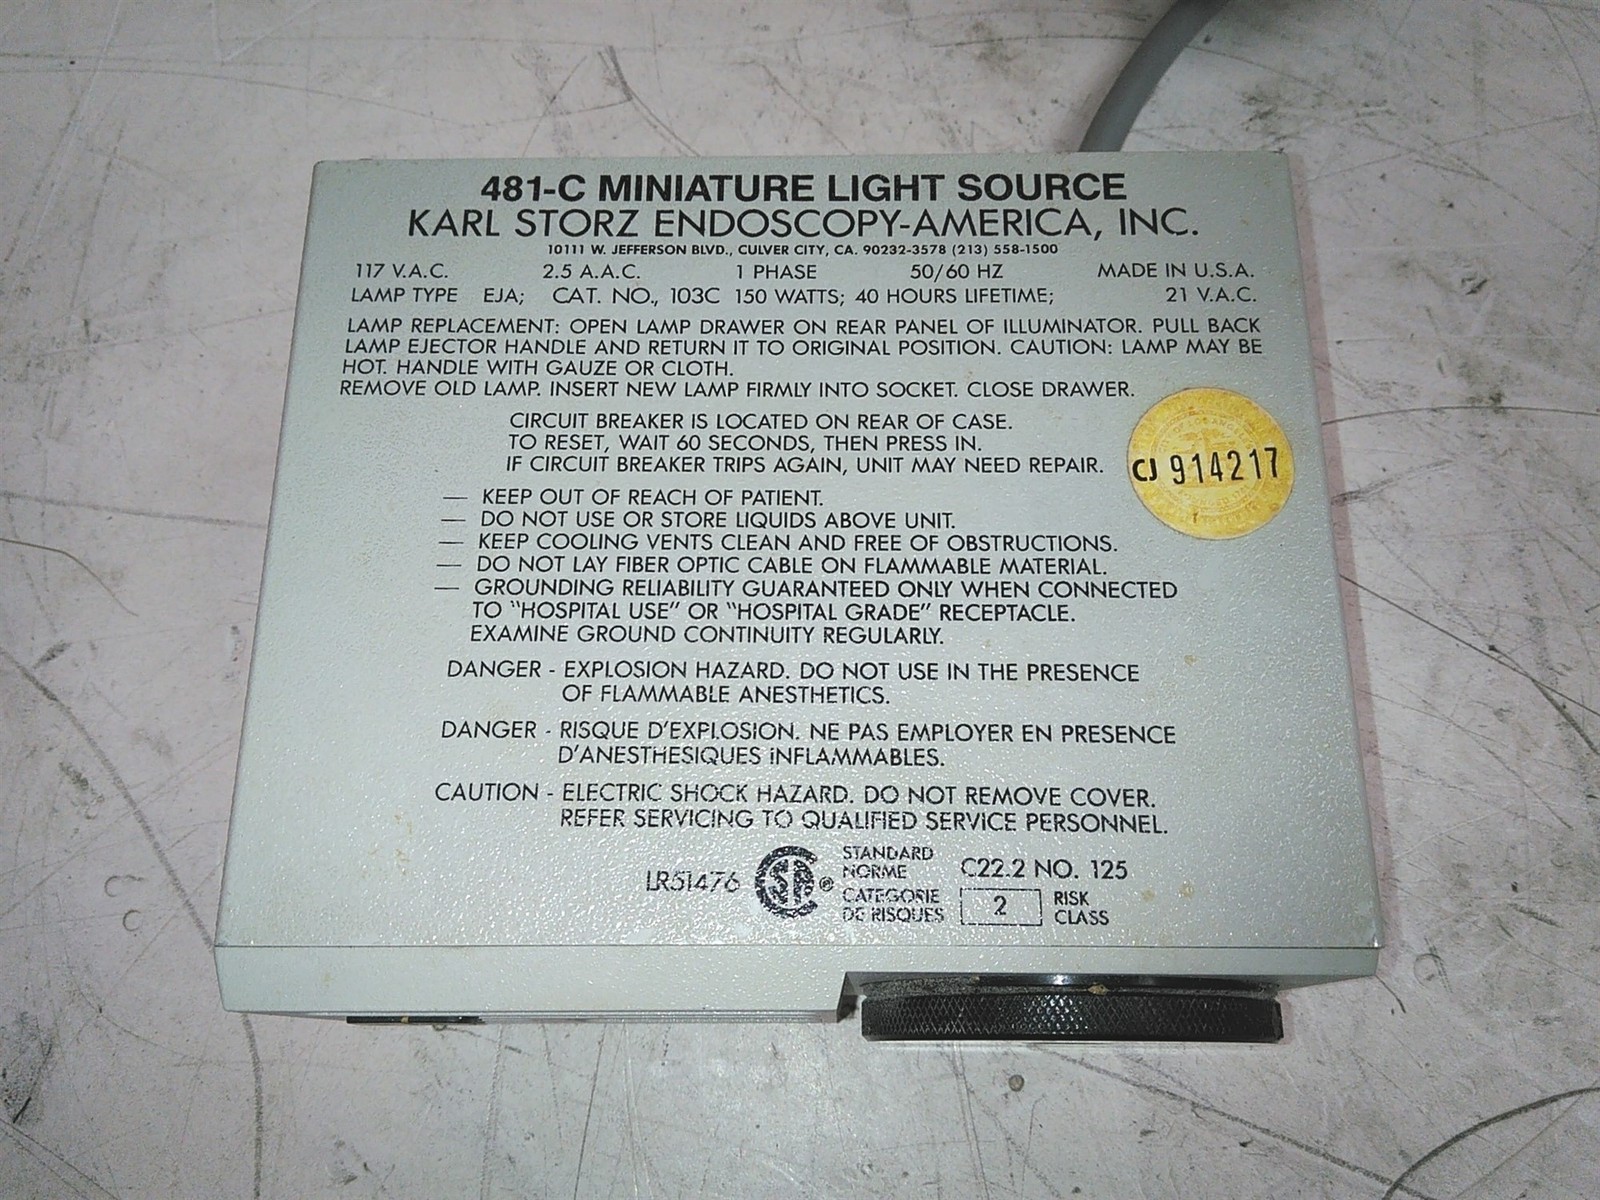 481-C MINIATURE LIGHT SOURCE
KARL STORZ ENDOSCOPY-AMERICA, INC.
10111 W. JEFFERSON BLVD., CULVER CITY, CA. 90232-3578 (213) 558-1500
117 V.A.C. 2.5 A.A.C. 1 PHASE 50/60 HZ MADE IN U.S.A.
LAMP TYPE EJA; CAT. NO., 103C 150 WATTS; 40 HOURS LIFETIME; 21 V.A.C.
LAMP REPLACEMENT: OPEN LAMP DRAWER ON REAR PANEL OF ILLUMINATOR. PULL BACK
LAMP EJECTOR HANDLE AND RETURN IT TO ORIGINAL POSITION. CAUTION: LAMP MAY BE
HOT. HANDLE WITH GAUZE OR CLOTH.
REMOVE OLD LAMP. INSERT NEW LAMP FIRMLY INTO SOCKET. CLOSE DRAWER.
CIRCUIT BREAKER IS LOCATED ON REAR OF CASE.
TO RESET, WAIT 60 SECONDS, THEN PRESS IN.
IF CIRCUIT BREAKER TRIPS AGAIN, UNIT MAY NEED REPAIR.
OF LOS ANGELES
CJ 914217
— KEEP OUT OF REACH OF PATIENT.
— DO NOT USE OR STORE LIQUIDS ABOVE UNIT.
— KEEP COOLING VENTS CLEAN AND FREE OF OBSTRUCTIONS.
— DO NOT LAY FIBER OPTIC CABLE ON FLAMMABLE MATERIAL.
— GROUNDING RELIABILITY GUARANTEED ONLY WHEN CONNECTED
TO "HOSPITAL USE" OR "HOSPITAL GRADE" RECEPTACLE.
EXAMINE GROUND CONTINUITY REGULARLY.
DANGER - EXPLOSION HAZARD. DO NOT USE IN THE PRESENCE
OF FLAMMABLE ANESTHETICS.
DANGER - RISQUE D'EXPLOSION. NE PAS EMPLOYER EN PRESENCE
D'ANESTHESIQUES INFLAMMABLES.
CAUTION - ELECTRIC SHOCK HAZARD. DO NOT REMOVE COVER.
REFER SERVICING TO QUALIFIED SERVICE PERSONNEL.
LR51476 SA® STANDARD NORME C22.2 NO. 125
CATEGORIE DE RISQUES 2 RISK CLASS